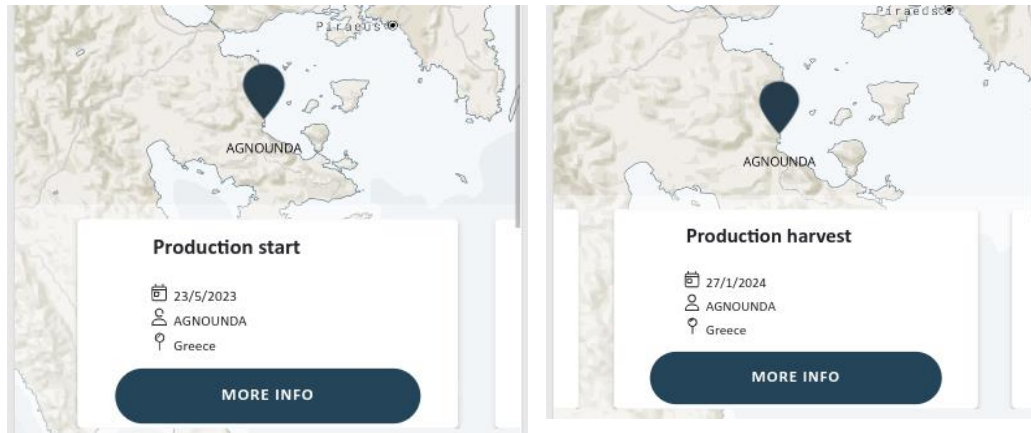 Piraeus
AGNOUNDA
Production start
23/5/2023
AGNOUNDA
Greece
MORE INFO
Piraeus
AGNOUNDA
Production harvest
27/1/2024
AGNOUNDA
Greece
MORE INFO